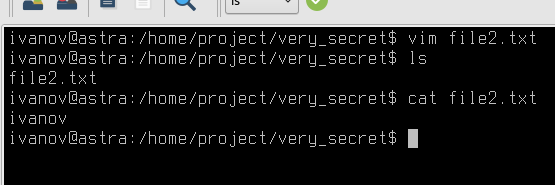 ls
ivanov@astra:/home/project/very_secret$ vim file2.txt
ivanov@astra:/home/project/very_secret$ ls
file2.txt
ivanov@astra:/home/project/very_secret$ cat file2.txt
ivanov
ivanov@astra:/home/project/very_secret$